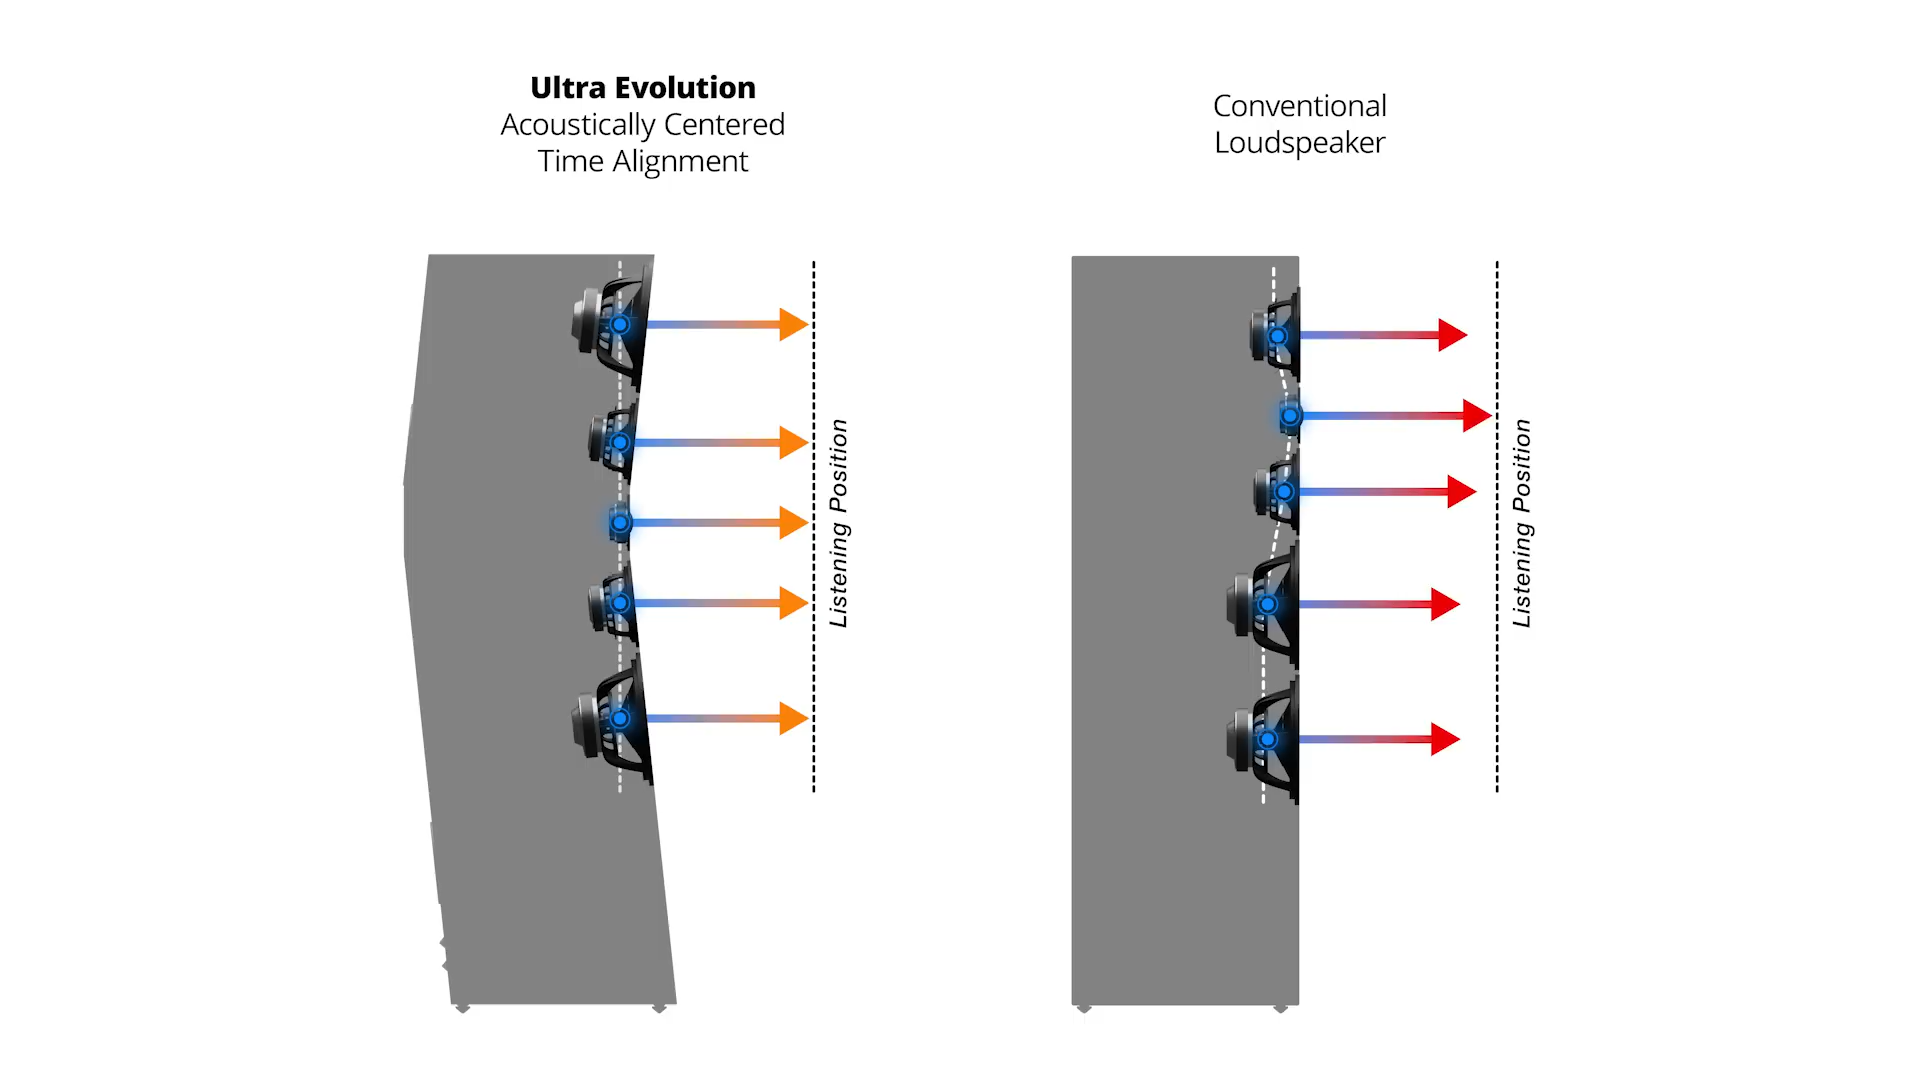 Ultra Evolution
Acoustically Centered
Time Alignment
Listening Position
Conventional
Loudspeaker
Listening Position